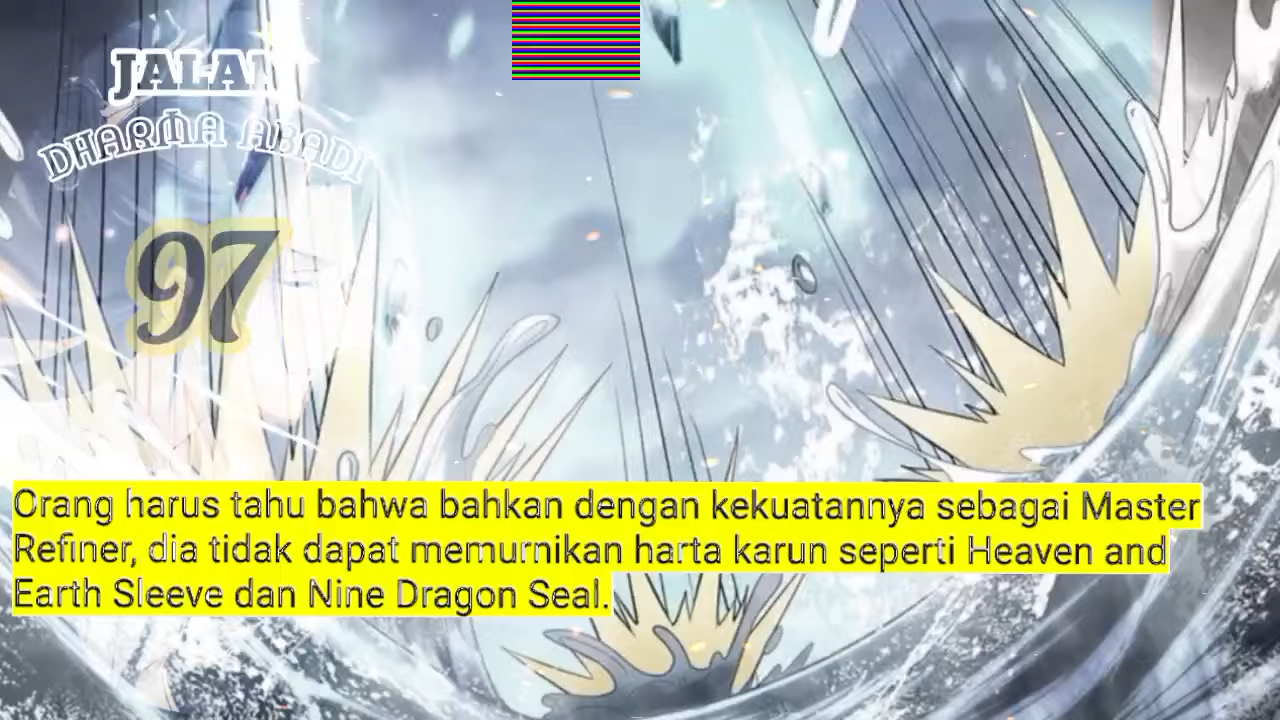 JALAN
DHARMA ABADI
97
Orang harus tahu bahwa bahkan dengan kekuatannya sebagai Master
Refiner, dia tidak dapat memurnikan harta karun seperti Heaven and
Earth Sleeve dan Nine Dragon Seal.